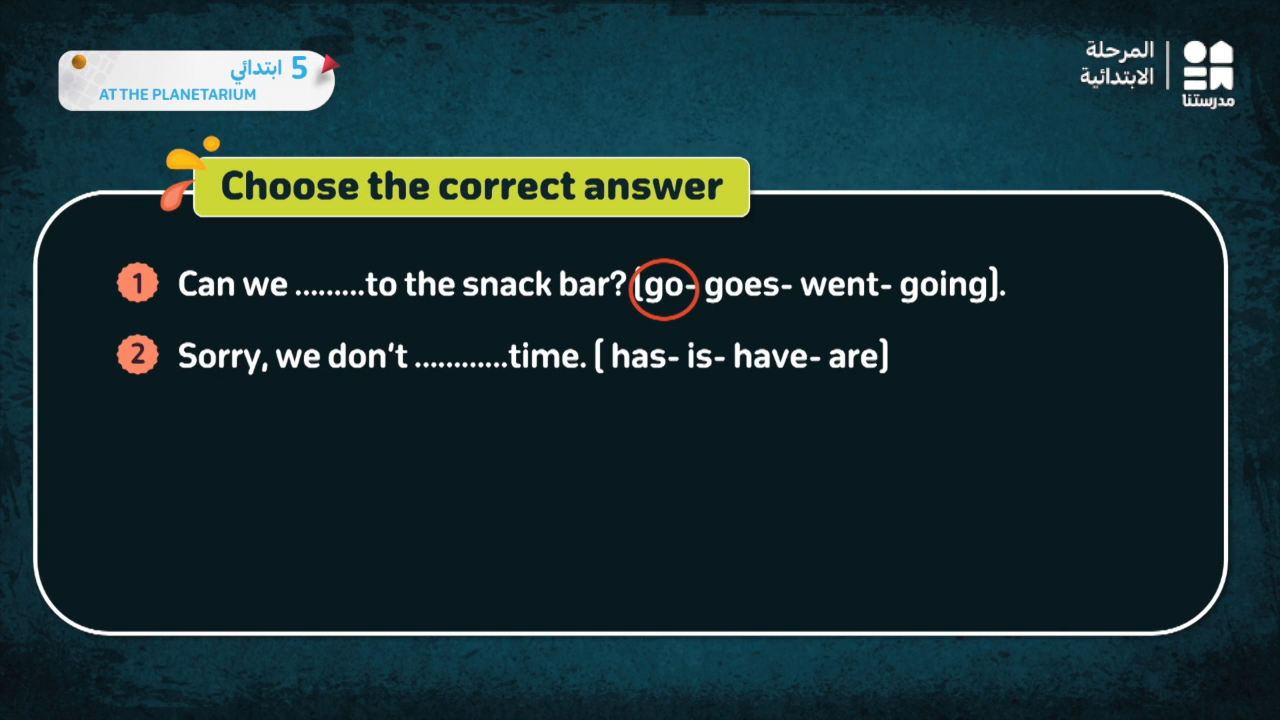 5 ابتدائي
AT THE PLANETARIUM
المرحلة
الابتدائية
مدرستنا
Choose the correct answer
1 Can we .........to the snack bar? (go- goes- went- going).
2 Sorry, we don't ............time. ( has- is- have- are)